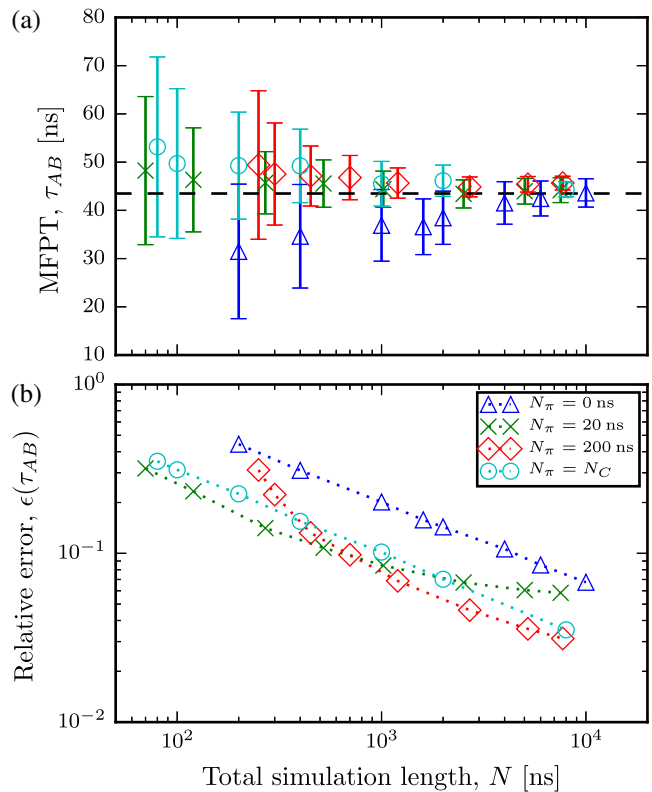 (a)
80
70
60
50
40
30
20
10
MFPT, τ_AB [ns]
(b)
10^0
10^−1
10^−2
Relative error, ϵ(τ_AB)
N_π = 0 ns
N_π = 20 ns
N_π = 200 ns
N_π = N_C
10^2 10^3 10^4
Total simulation length, N [ns]